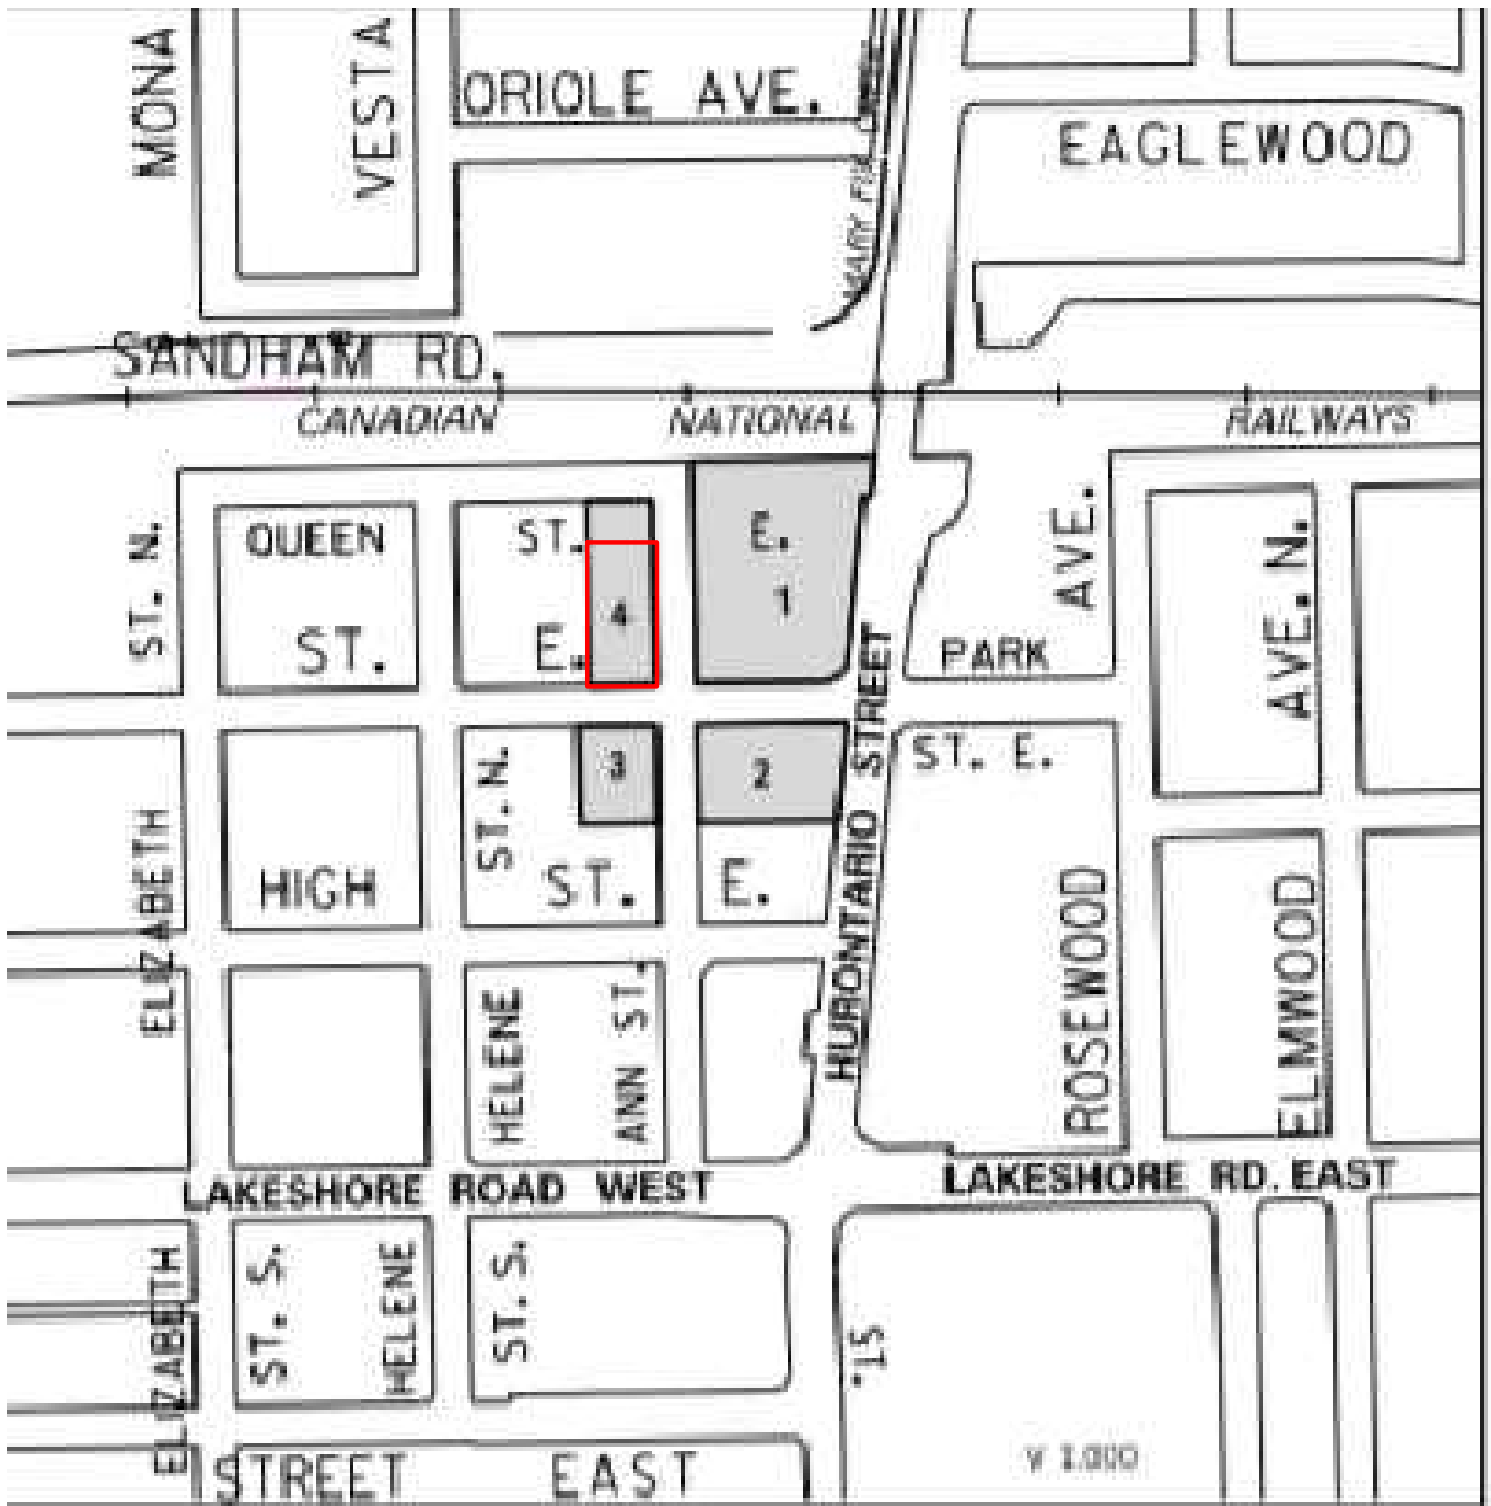 MONA
VESTA
ORIOLE AVE.
EAGLEWOOD
SANDHAM RD.
CANADIAN NATIONAL RAILWAYS
ST. N.
QUEEN ST. E.
AVE.
AVE. N.
4
1
ST. E.
PARK
STREET
ST. E.
3
2
ST. N.
ELIZABETH
HIGH ST. E.
HURONTARIO
ROSEWOOD
ELMWOOD
HELENE
ANN ST.
LAKESHORE ROAD WEST
LAKESHORE RD. EAST
ELIZABETH
ST. S.
HELENE
ST. S.
ST.
STREET EAST